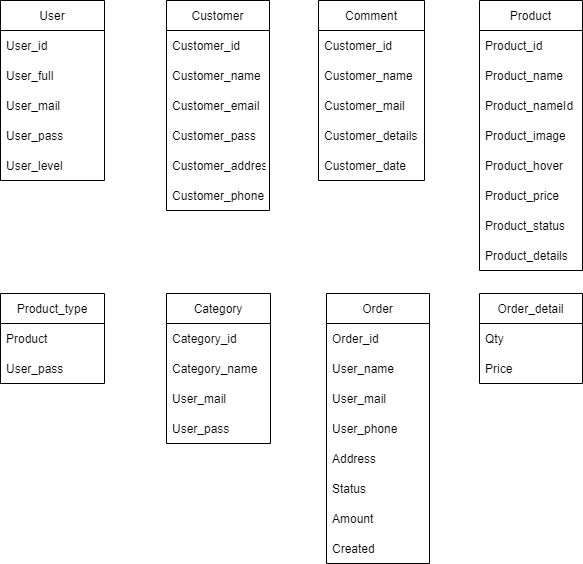 User
User_id
User_full
User_mail
User_pass
User_level
Customer
Customer_id
Customer_name
Customer_email
Customer_pass
Customer_addres
Customer_phone
Comment
Customer_id
Customer_name
Customer_mail
Customer_details
Customer_date
Product
Product_id
Product_name
Product_nameId
Product_image
Product_hover
Product_price
Product_status
Product_details
Product_type
Product
User_pass
Category
Category_id
Category_name
User_mail
User_pass
Order
Order_id
User_name
User_mail
User_phone
Address
Status
Amount
Created
Order_detail
Qty
Price